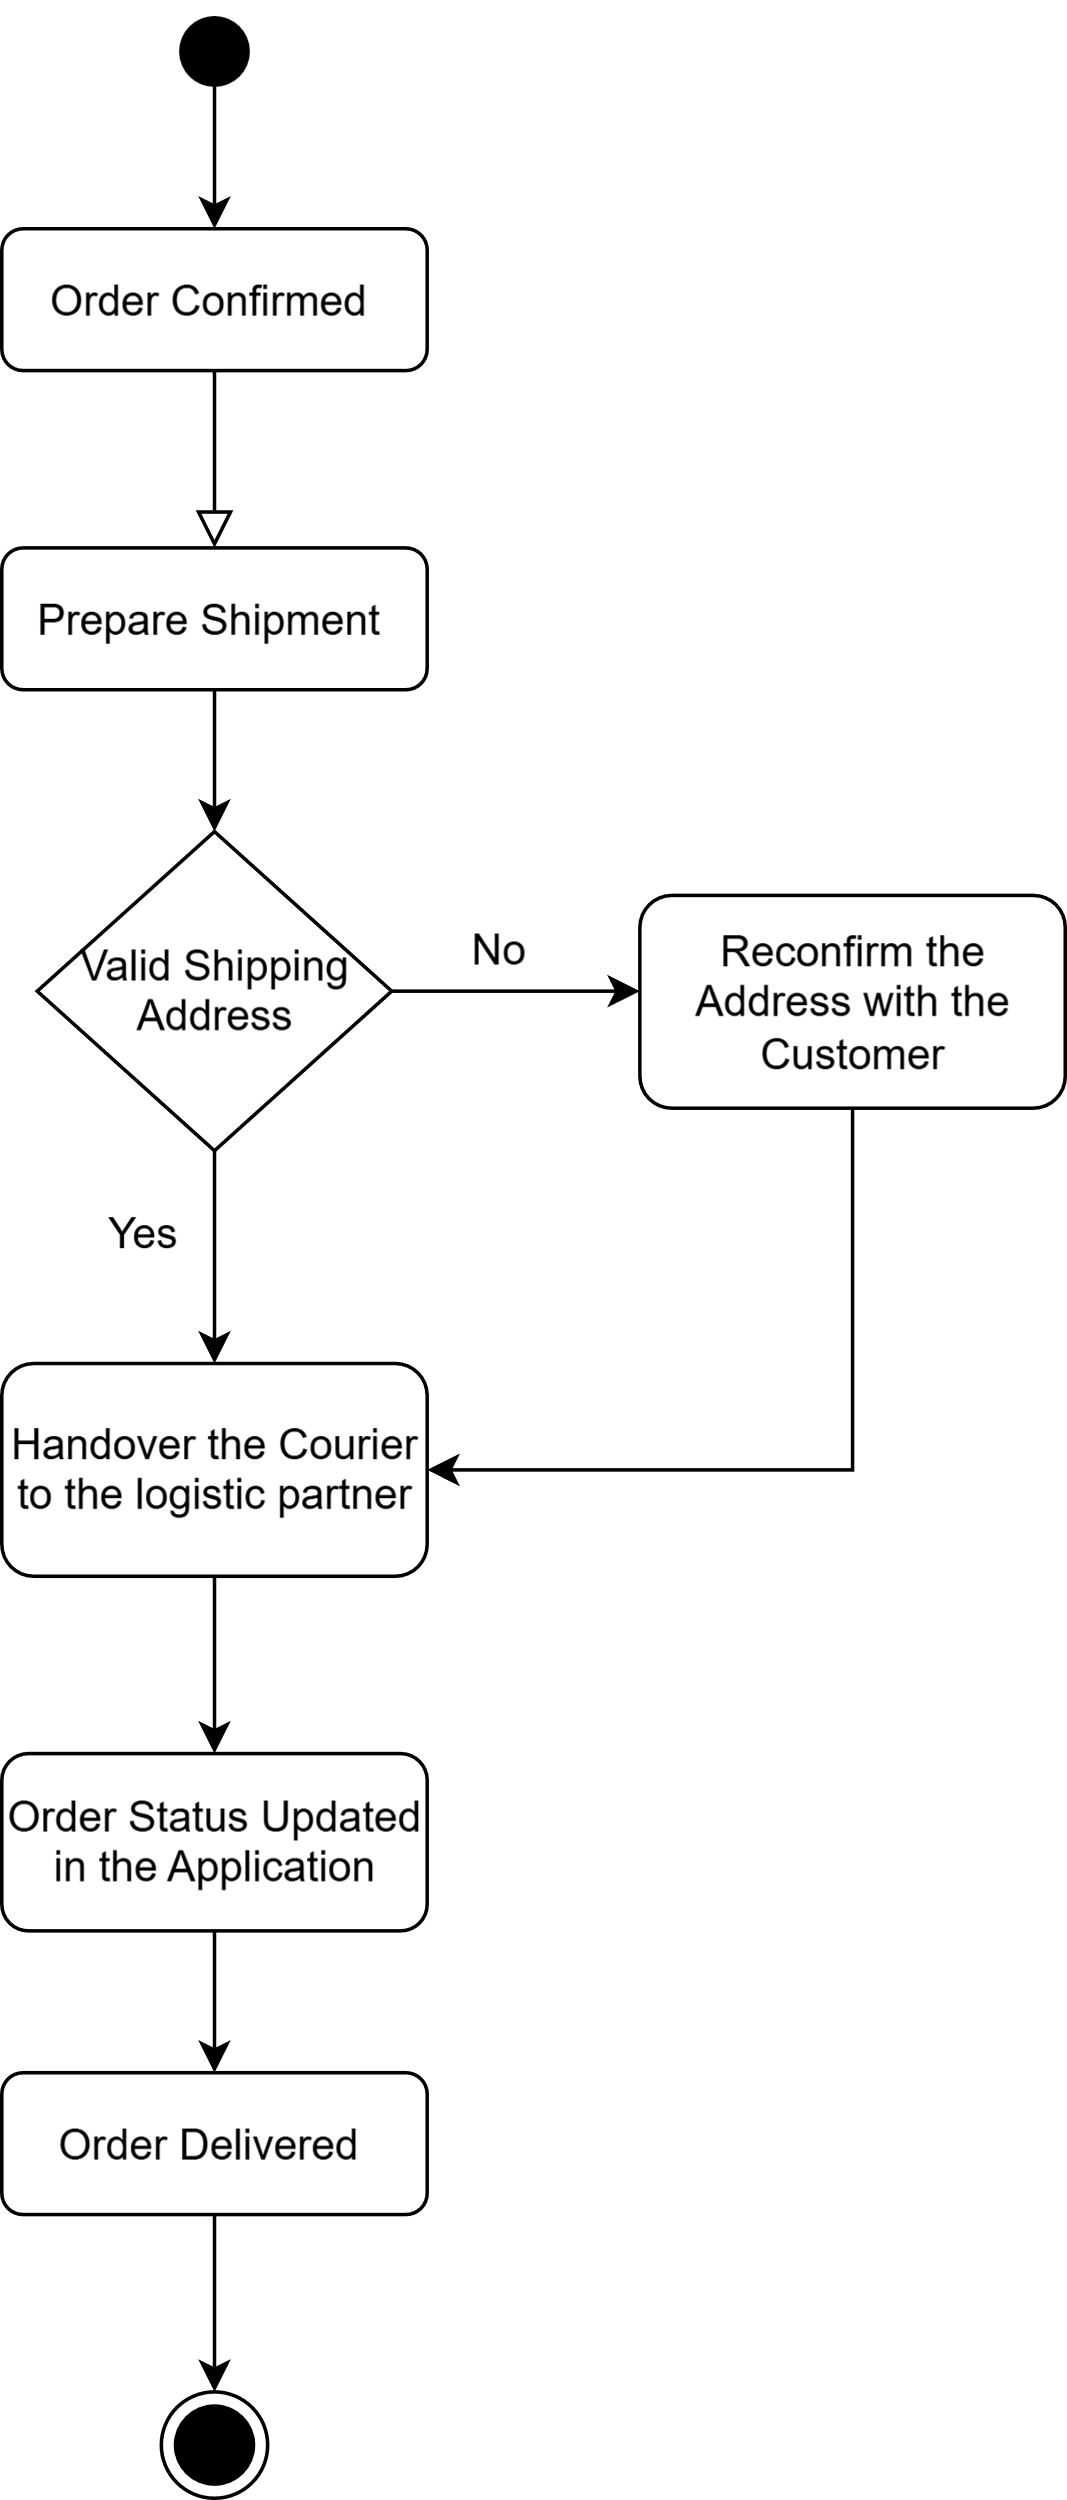 Order Confirmed
Prepare Shipment
Valid Shipping
Address
No
Reconfirm the
Address with the
Customer
Yes
Handover the Courier
to the logistic partner
Order Status Updated
in the Application
Order Delivered